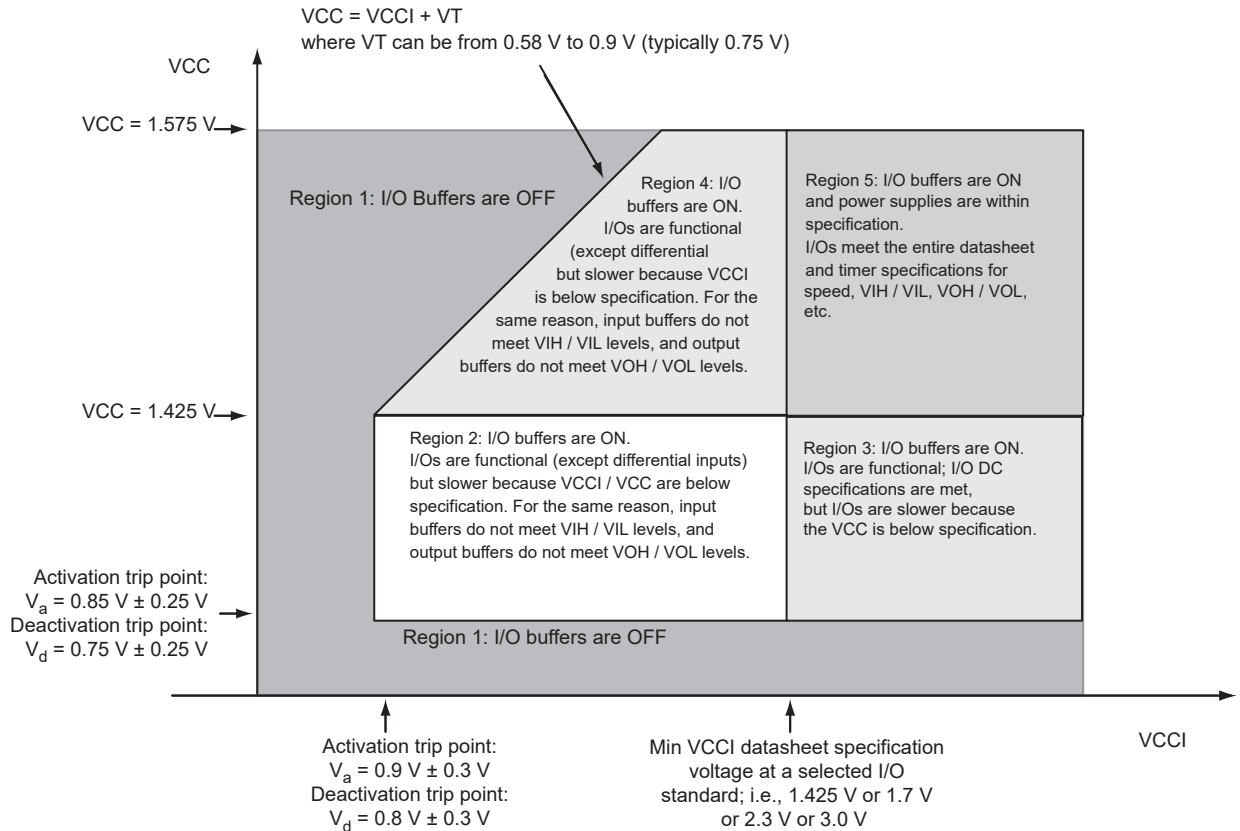 VCC = VCCI + VT
where VT can be from 0.58 V to 0.9 V (typically 0.75 V)
VCC
VCC = 1.575 V
Region 1: I/O Buffers are OFF
Region 4: I/O
buffers are ON.
I/Os are functional
(except differential
but slower because VCCI
is below specification. For the
same reason, input buffers do not
meet VIH / VIL levels, and output
buffers do not meet VOH / VOL levels.
Region 5: I/O buffers are ON
and power supplies are within
specification.
I/Os meet the entire datasheet
and timer specifications for
speed, VIH / VIL, VOH / VOL,
etc.
VCC = 1.425 V
Region 2: I/O buffers are ON.
I/Os are functional (except differential inputs)
but slower because VCCI / VCC are below
specification. For the same reason, input
buffers do not meet VIH / VIL levels, and
output buffers do not meet VOH / VOL levels.
Region 3: I/O buffers are ON.
I/Os are functional; I/O DC
specifications are met,
but I/Os are slower because
the VCC is below specification.
Activation trip point:
Va = 0.85 V ± 0.25 V
Deactivation trip point:
Vd = 0.75 V ± 0.25 V
Region 1: I/O buffers are OFF
Activation trip point:
Va = 0.9 V ± 0.3 V
Deactivation trip point:
Vd = 0.8 V ± 0.3 V
Min VCCI datasheet specification
voltage at a selected I/O
standard; i.e., 1.425 V or 1.7 V
or 2.3 V or 3.0 V
VCCI